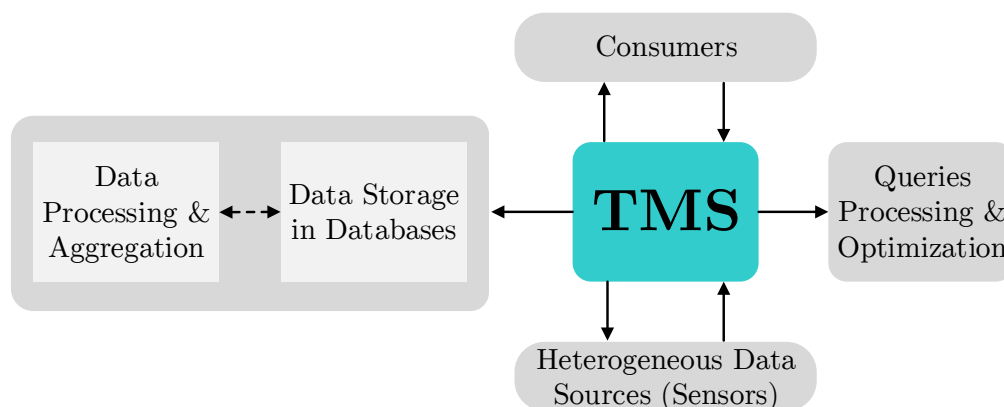 Consumers
Data
Processing &
Aggregation
Data Storage
in Databases
TMS
Queries
Processing &
Optimization
Heterogeneous Data
Sources (Sensors)